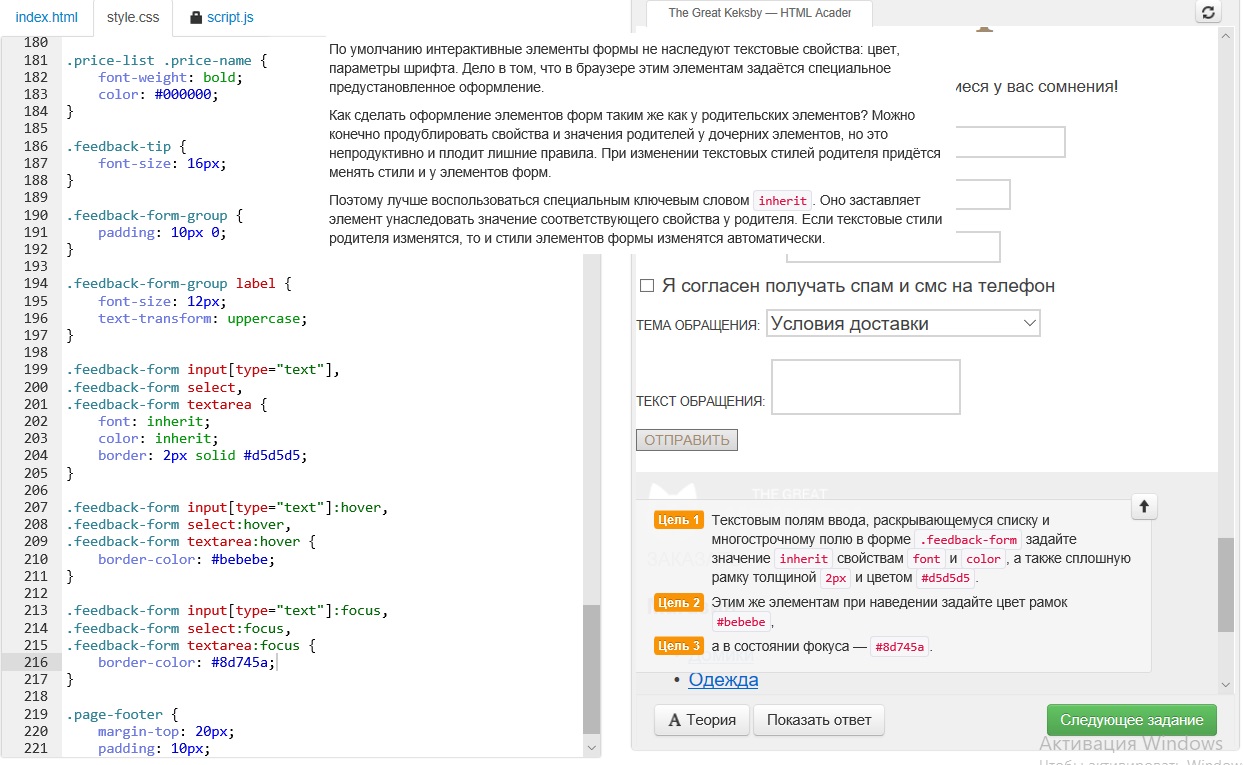 index.html
style.css
script.js
The Great Keksby — HTML Acader
180
181 .price-list .price-name {
182 font-weight: bold;
183 color: #000000;
184 }
185
186 .feedback-tip {
187 font-size: 16px;
188 }
189
190 .feedback-form-group {
191 padding: 10px 0;
192 }
193
194 .feedback-form-group label {
195 font-size: 12px;
196 text-transform: uppercase;
197 }
198
199 .feedback-form input[type="text"],
200 .feedback-form select,
201 .feedback-form textarea {
202 font: inherit;
203 color: inherit;
204 border: 2px solid #d5d5d5;
205 }
206
207 .feedback-form input[type="text"]:hover,
208 .feedback-form select:hover,
209 .feedback-form textarea:hover {
210 border-color: #bebebe;
211 }
212
213 .feedback-form input[type="text"]:focus,
214 .feedback-form select:focus,
215 .feedback-form textarea:focus {
216 border-color: #8d745a;
217 }
218
219 .page-footer {
220 margin-top: 20px;
221 padding: 10px;
По умолчанию интерактивные элементы формы не наследуют текстовые свойства: цвет,
параметры шрифта. Дело в том, что в браузере этим элементам задаётся специальное
предустановленное оформление.
Как сделать оформление элементов форм таким же как у родительских элементов? Можно
конечно продублировать свойства и значения родителей у дочерних элементов, но это
непродуктивно и плодит лишние правила. При изменении текстовых стилей родителя придётся
менять стили и у элементов форм.
Поэтому лучше воспользоваться специальным ключевым словом inherit. Оно заставляет
элемент унаследовать значение соответствующего свойства у родителя. Если текстовые стили
родителя изменятся, то и стили элементов формы изменятся автоматически.
иеся у вас сомнения!
Я согласен получать спам и смс на телефон
ТЕМА ОБРАЩЕНИЯ: Условия доставки
ТЕКСТ ОБРАЩЕНИЯ:
ОТПРАВИТЬ
THE GREAT
Цель 1 Текстовым полям ввода, раскрывающемуся списку и
многострочному полю в форме .feedback-form задайте
значение inherit свойствам font и color, а также сплошную
рамку толщиной 2px и цветом #d5d5d5.
Цель 2 Этим же элементам при наведении задайте цвет рамок
#bebebe,
Цель 3 а в состоянии фокуса — #8d745a.
• Одежда
Теория
Показать ответ
Следующее задание
Активация Windows